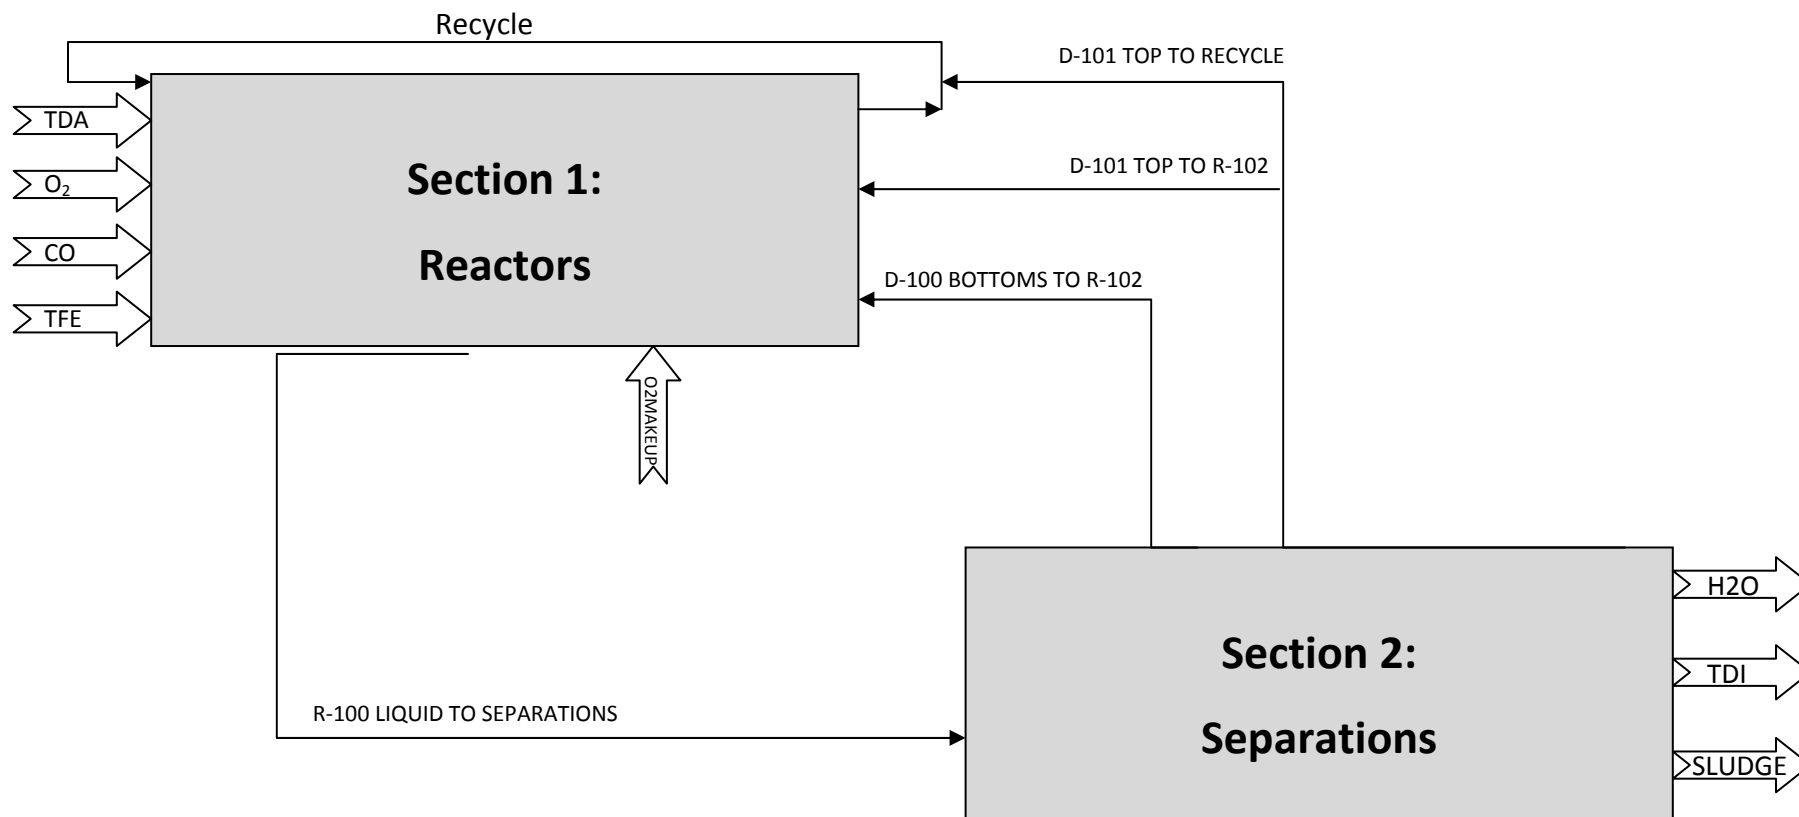 Recycle
D-101 TOP TO RECYCLE
TDA
O₂
CO
TFE
Section 1:
Reactors
D-101 TOP TO R-102
D-100 BOTTOMS TO R-102
O2MAKEUP
R-100 LIQUID TO SEPARATIONS
Section 2:
Separations
H2O
TDI
SLUDGE